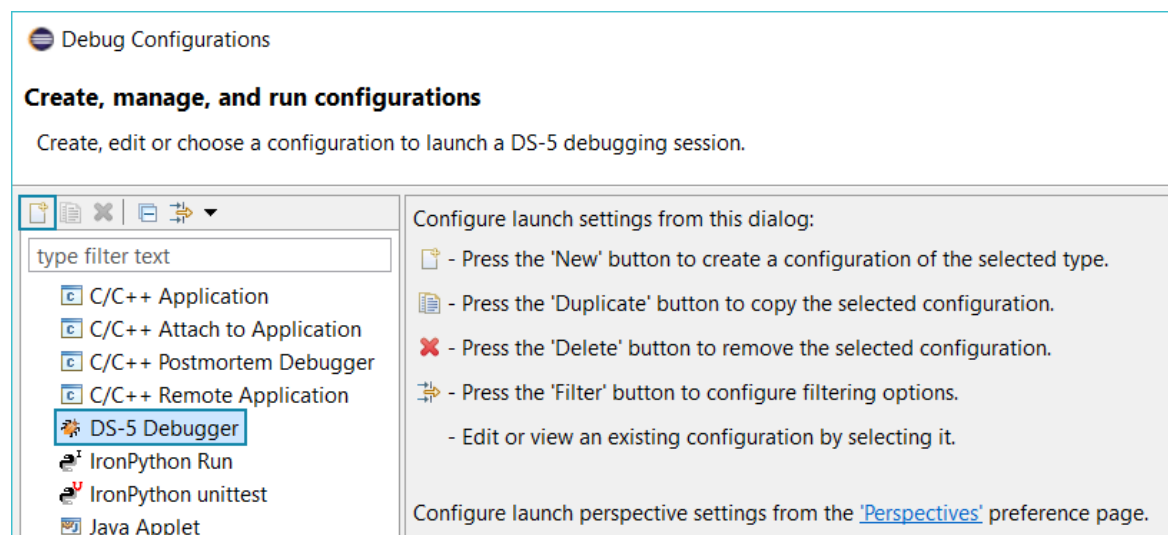 Debug Configurations
Create, manage, and run configurations
Create, edit or choose a configuration to launch a DS-5 debugging session.
type filter text
C/C++ Application
C/C++ Attach to Application
C/C++ Postmortem Debugger
C/C++ Remote Application
DS-5 Debugger
IronPython Run
IronPython unittest
Java Applet
Configure launch settings from this dialog:
- Press the 'New' button to create a configuration of the selected type.
- Press the 'Duplicate' button to copy the selected configuration.
- Press the 'Delete' button to remove the selected configuration.
- Press the 'Filter' button to configure filtering options.
- Edit or view an existing configuration by selecting it.
Configure launch perspective settings from the 'Perspectives' preference page.